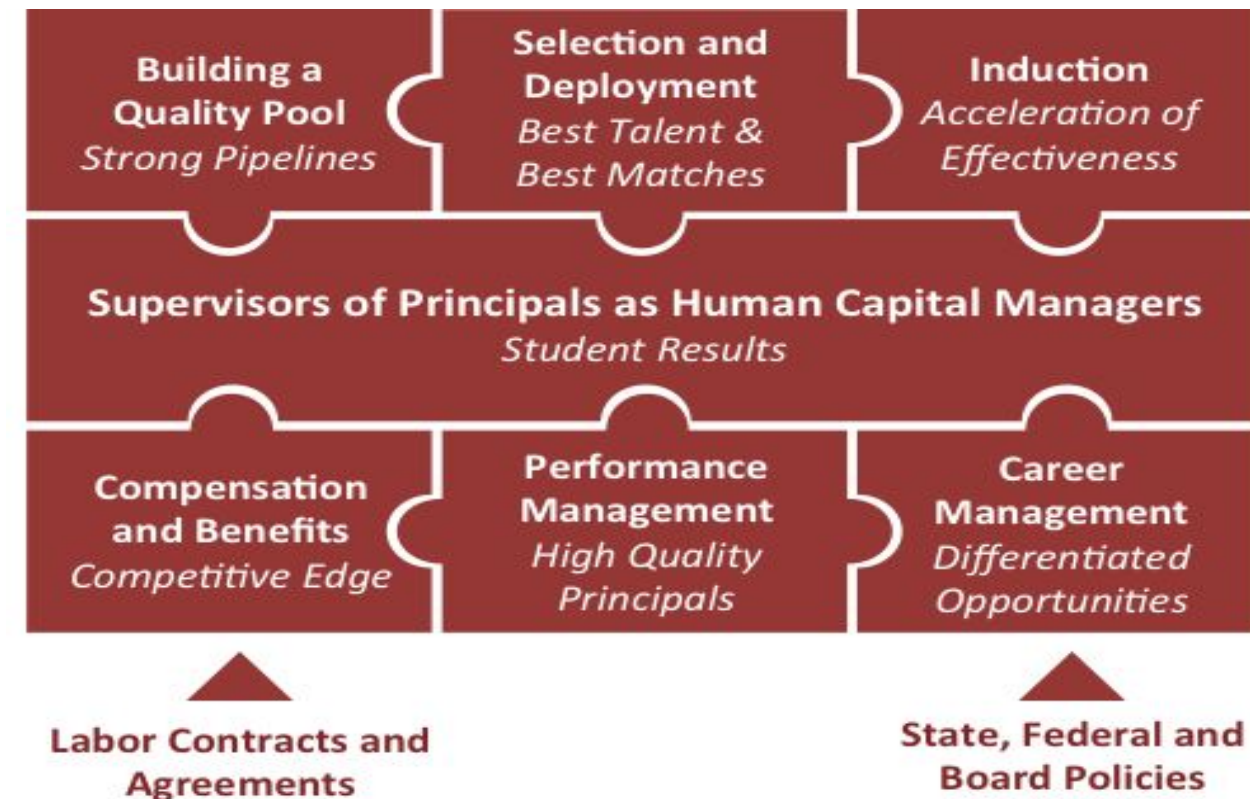 Building a
Quality Pool
Strong Pipelines
Selection and
Deployment
Best Talent &
Best Matches
Induction
Acceleration of
Effectiveness
Supervisors of Principals as Human Capital Managers
Student Results
Compensation
and Benefits
Competitive Edge
Performance
Management
High Quality
Principals
Career
Management
Differentiated
Opportunities
Labor Contracts and
Agreements
State, Federal and
Board Policies